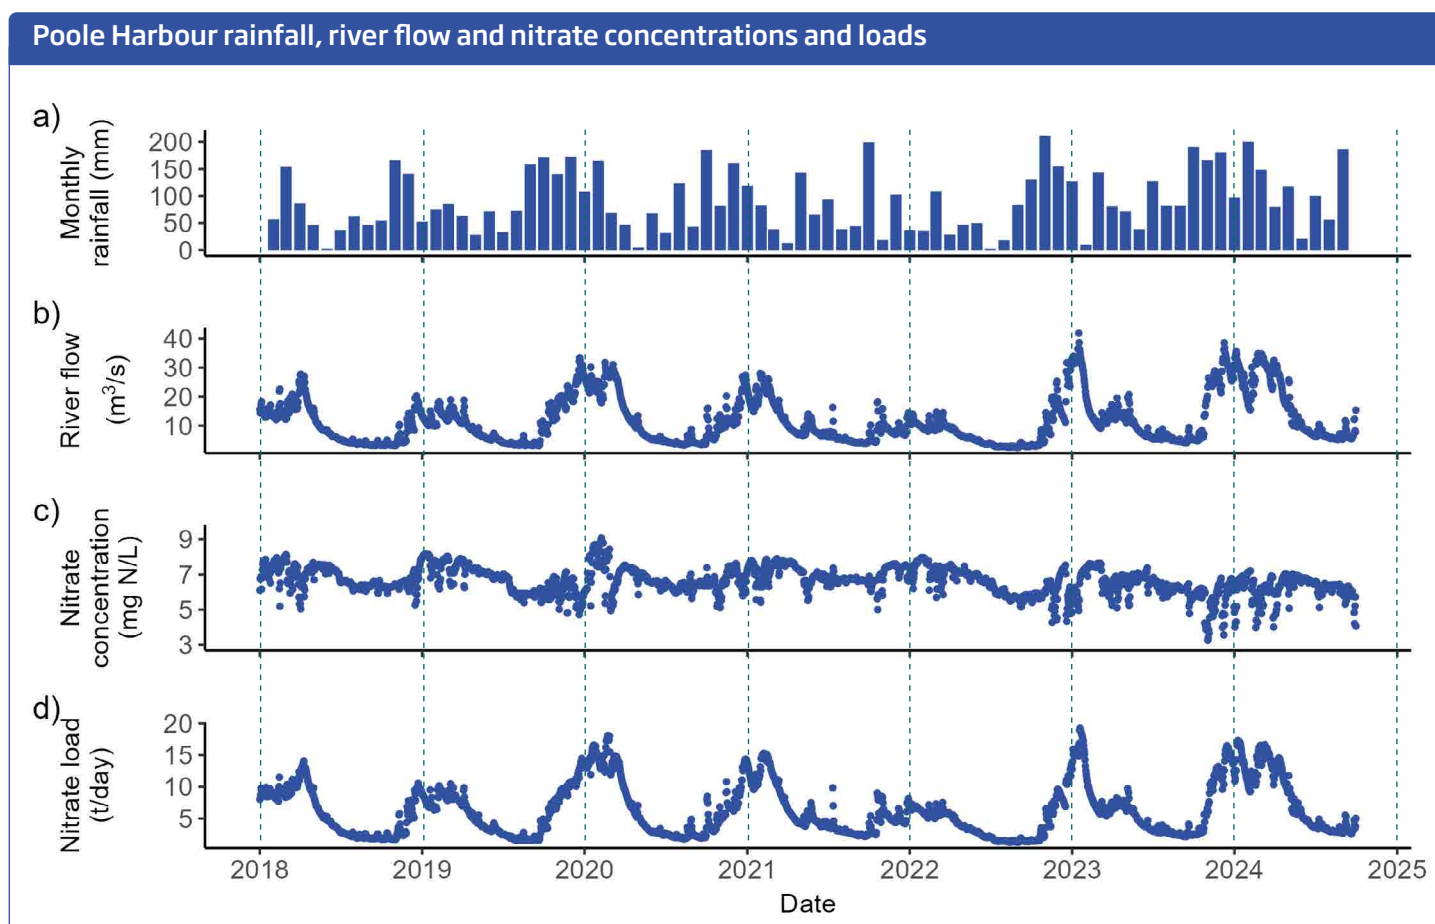 Poole Harbour rainfall, river flow and nitrate concentrations and loads
a)
Monthly
rainfall (mm)
200
150
100
50
0
b)
River flow
(m³/s)
40
30
20
10
c)
Nitrate
concentration
(mg N/L)
9
7
5
3
d)
Nitrate load
(t/day)
20
15
10
5
2018 2019 2020 2021 2022 2023 2024 2025
Date